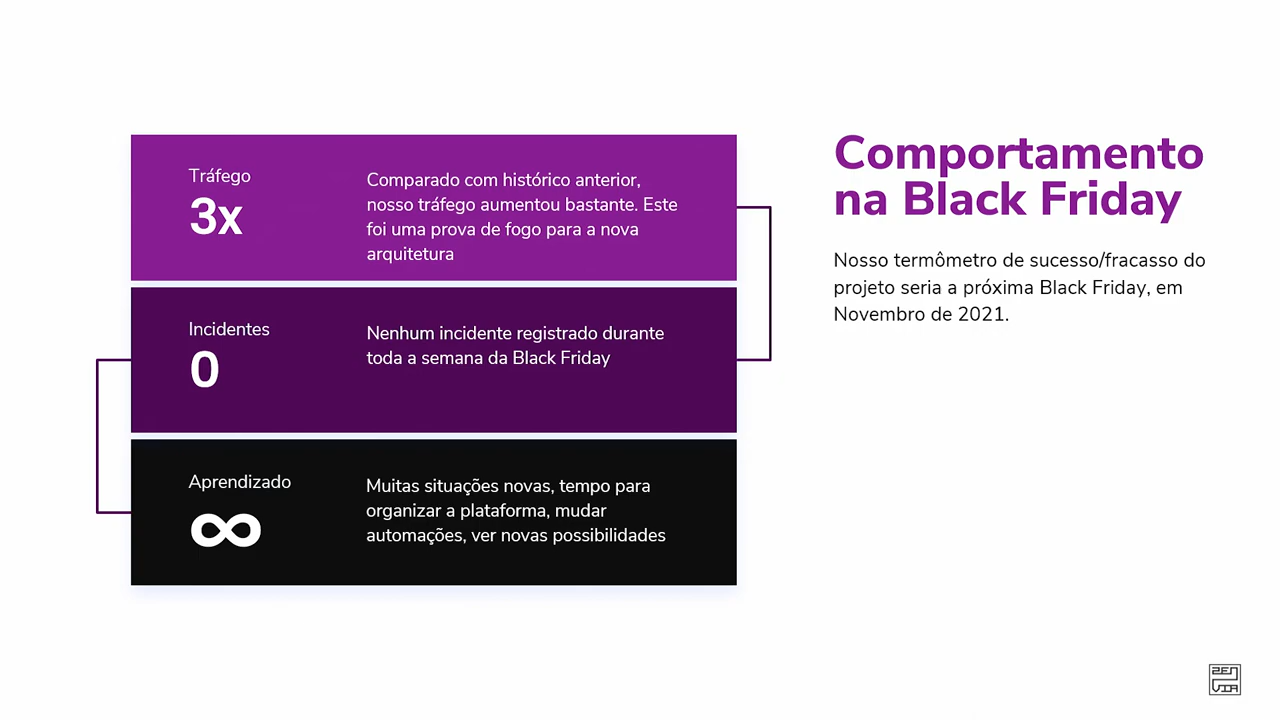 Comportamento
na Black Friday
Nosso termômetro de sucesso/fracasso do
projeto seria a próxima Black Friday, em
Novembro de 2021.
Tráfego
3x
Comparado com histórico anterior,
nosso tráfego aumentou bastante. Este
foi uma prova de fogo para a nova
arquitetura
Incidentes
0
Nenhum incidente registrado durante
toda a semana da Black Friday
Aprendizado
∞
Muitas situações novas, tempo para
organizar a plataforma, mudar
automações, ver novas possibilidades
ZEN
VIA